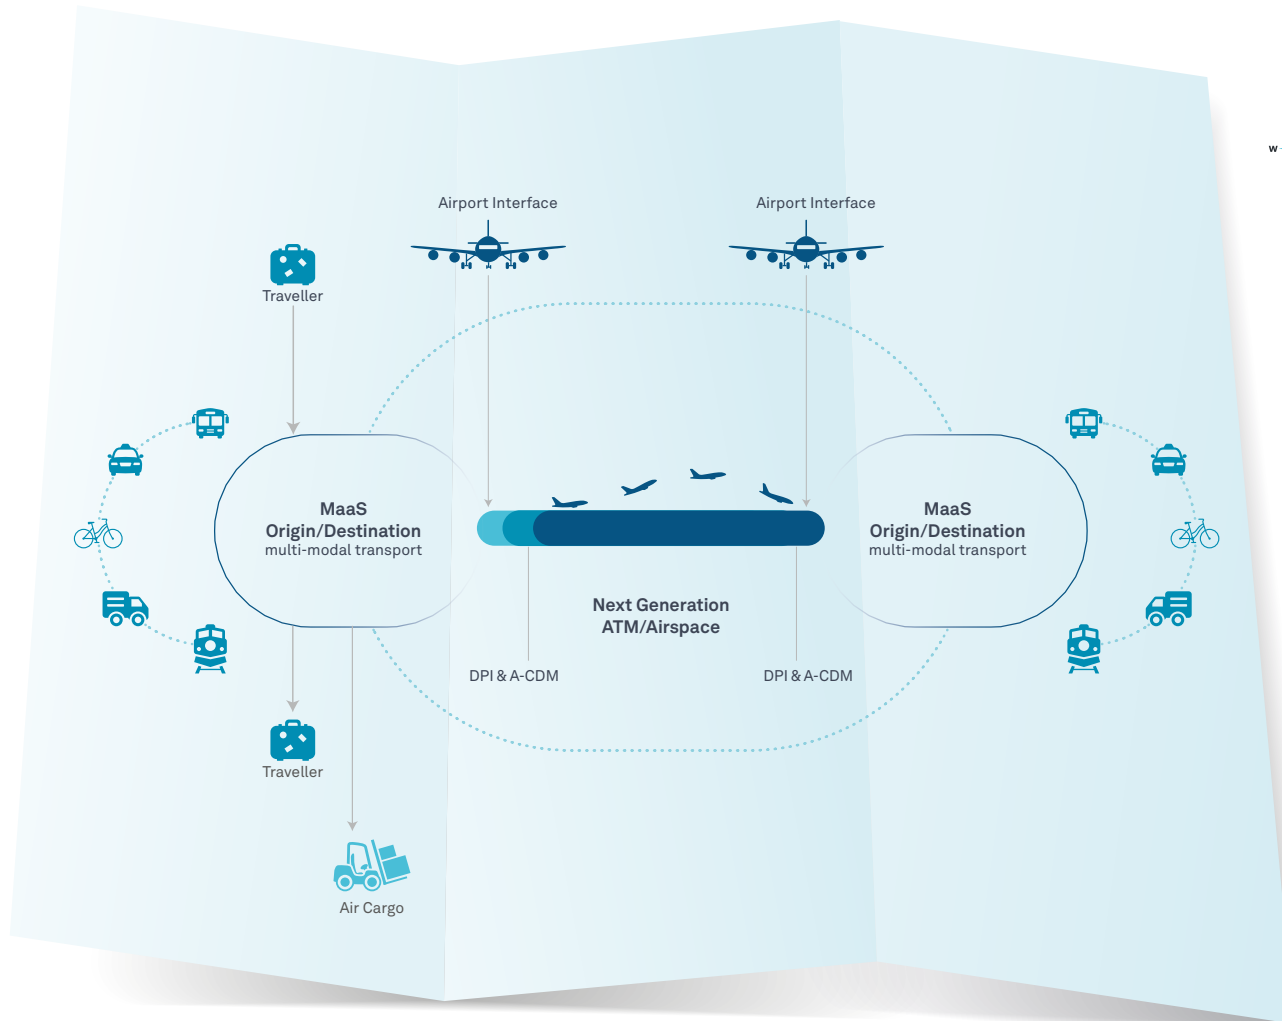 W
Airport Interface
Airport Interface
Traveller
MaaS
Origin/Destination
multi-modal transport
MaaS
Origin/Destination
multi-modal transport
Next Generation
ATM/Airspace
DPI & A-CDM
DPI & A-CDM
Traveller
Air Cargo